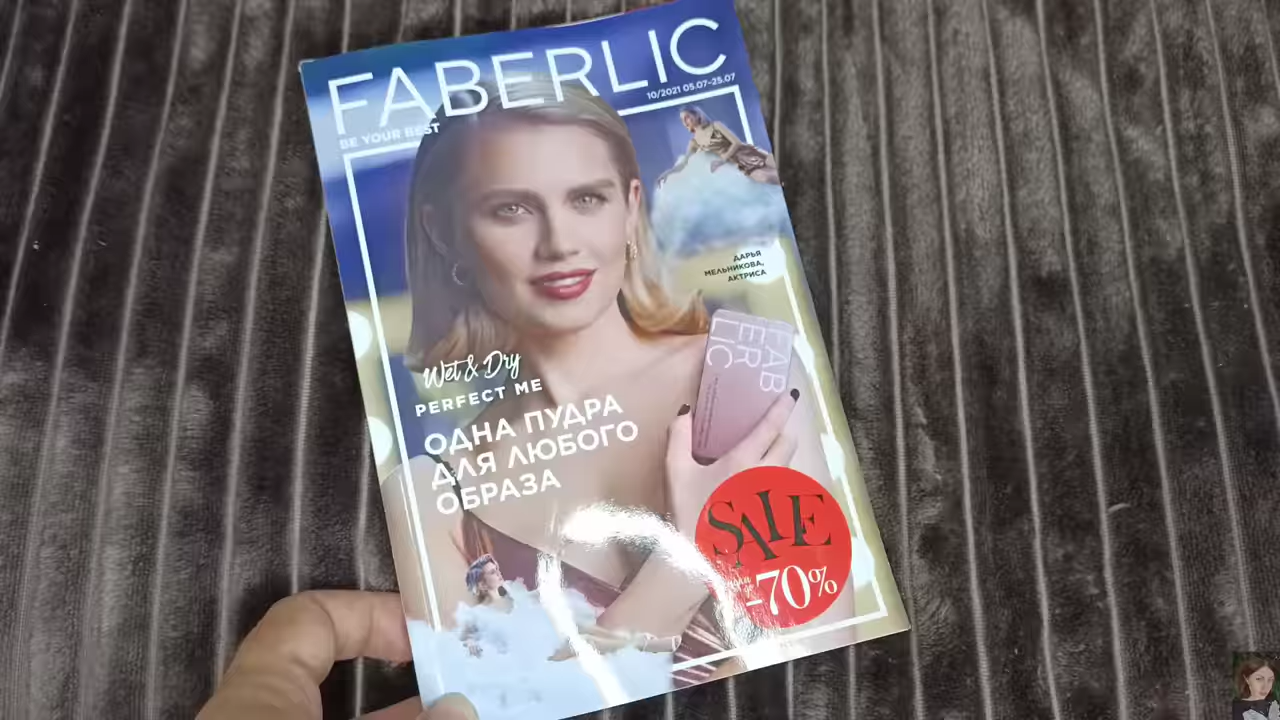 FABERLIC
10/2021 05.07-25.07
BE YOUR BEST
ДАРЬЯ
МЕЛЬНИКОВА,
АКТРИСА
FAB
ER
LIC
Wet & Dry
PERFECT ME
ОДНА ПУДРА
ДЛЯ ЛЮБОГО
ОБРАЗА
SALE
до
-70%